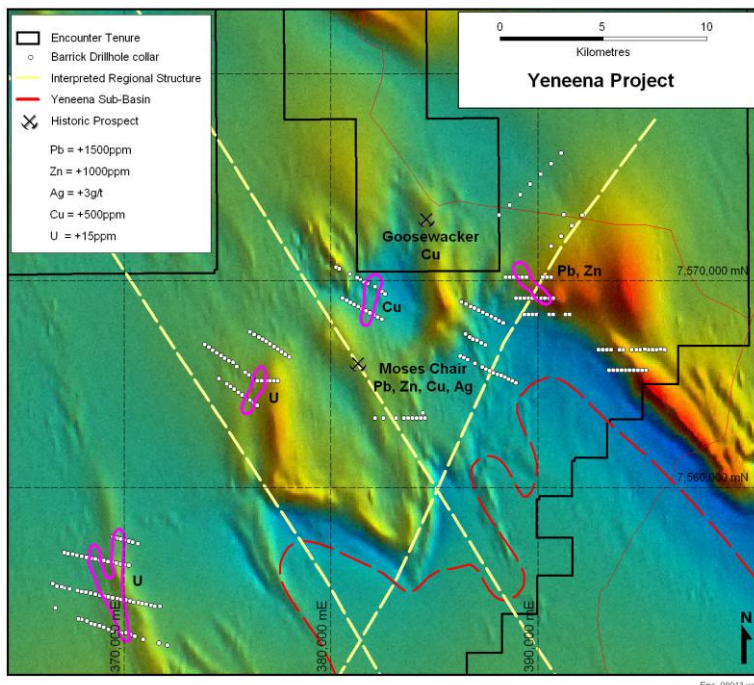 Encounter Tenure
Barrick Drillhole collar
Interpreted Regional Structure
Yeneena Sub-Basin
Historic Prospect
Pb = +1500ppm
Zn = +1000ppm
Ag = +3g/t
Cu = +500ppm
U = +15ppm
0 5 10
Kilometres
Yeneena Project
Goosewacker
Cu
Pb, Zn
7,570,000 mN
Cu
Moses Chair
Pb, Zn, Cu, Ag
U
7,560,000 mN
U
370,000 mE
380,000 mE
390,000 mE
N